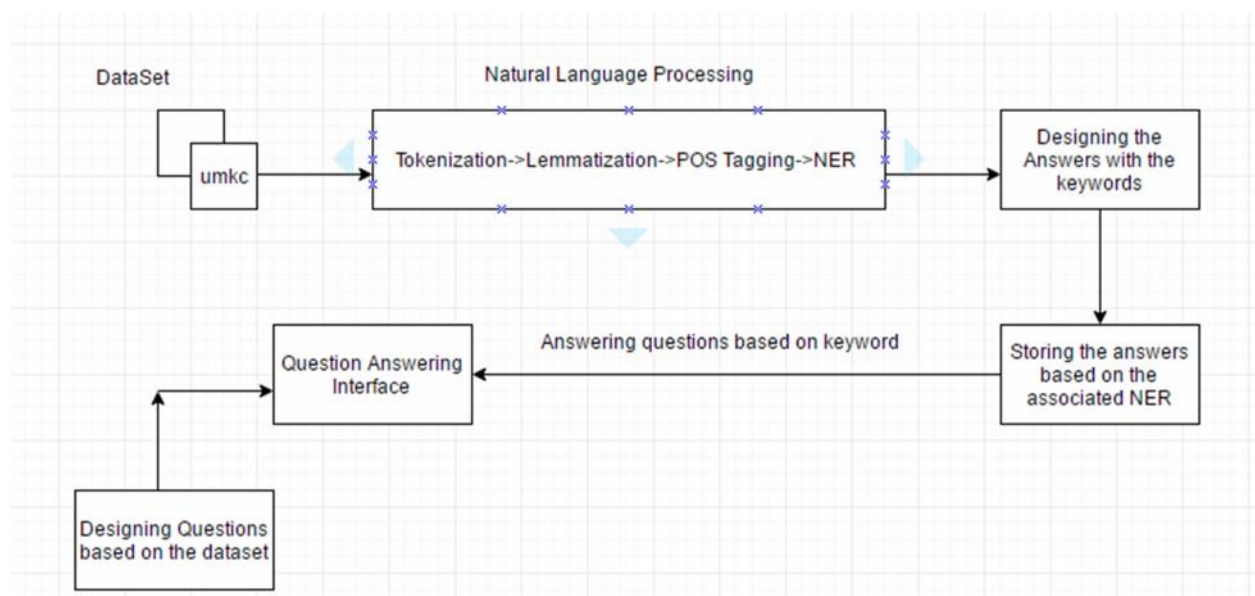 DataSet
Natural Language Processing
umkc
Tokenization->Lemmatization->POS Tagging->NER
Designing the
Answers with the
keywords
Answering questions based on keyword
Question Answering
Interface
Storing the answers
based on the
associated NER
Designing Questions
based on the dataset